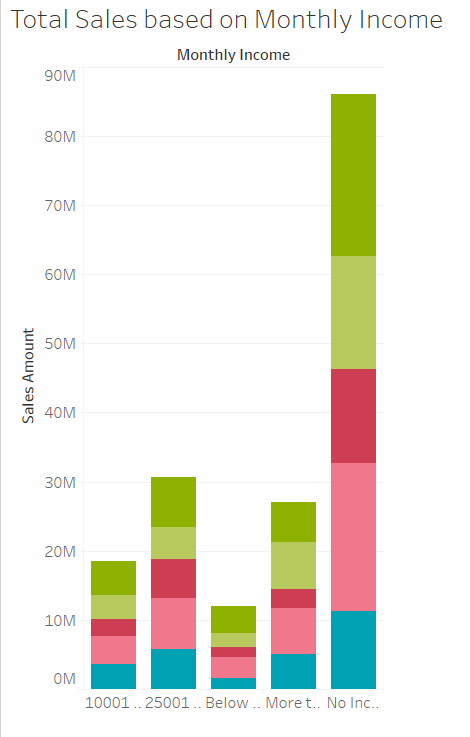 Total Sales based on Monthly Income
Monthly Income
90M
80M
70M
60M
50M
40M
30M
20M
10M
0M
Sales Amount
10001 .. 25001 .. Below .. More t.. No Inc..